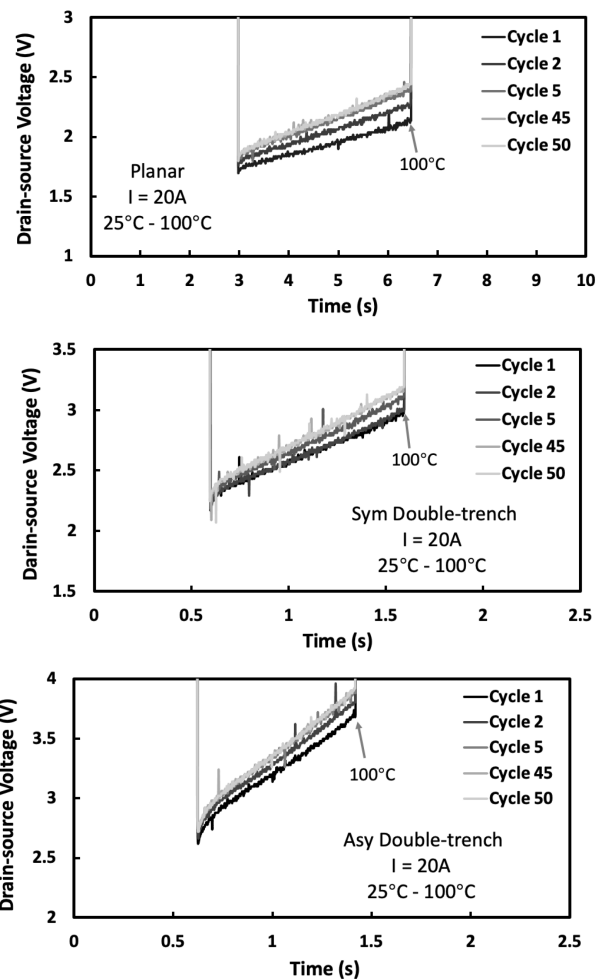 3
2.5
2
1.5
1
Drain-source Voltage (V)
Cycle 1
Cycle 2
Cycle 5
Cycle 45
Cycle 50
100°C
Planar
I = 20A
25°C - 100°C
0 1 2 3 4 5 6 7 8 9 10
Time (s)
3.5
3
2.5
2
1.5
Darin-source Voltage (V)
Cycle 1
Cycle 2
Cycle 5
Cycle 45
Cycle 50
100°C
Sym Double-trench
I = 20A
25°C - 100°C
0 0.5 1 1.5 2 2.5
Time (s)
4
3.5
3
2.5
2
Drain-source Voltage (V)
Cycle 1
Cycle 2
Cycle 5
Cycle 45
Cycle 50
100°C
Asy Double-trench
I = 20A
25°C - 100°C
0 0.5 1 1.5 2 2.5
Time (s)